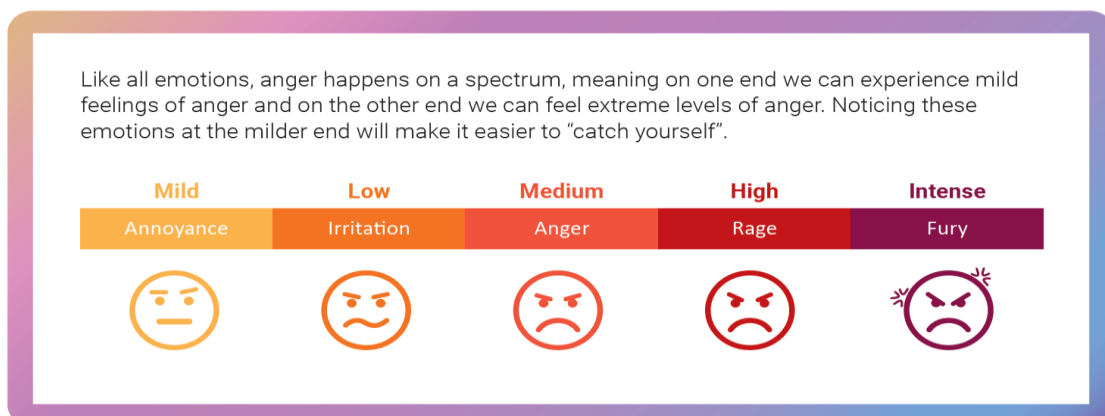 Like all emotions, anger happens on a spectrum, meaning on one end we can experience mild
feelings of anger and on the other end we can feel extreme levels of anger. Noticing these
emotions at the milder end will make it easier to “catch yourself”.
Mild Low Medium High Intense
Annoyance Irritation Anger Rage Fury